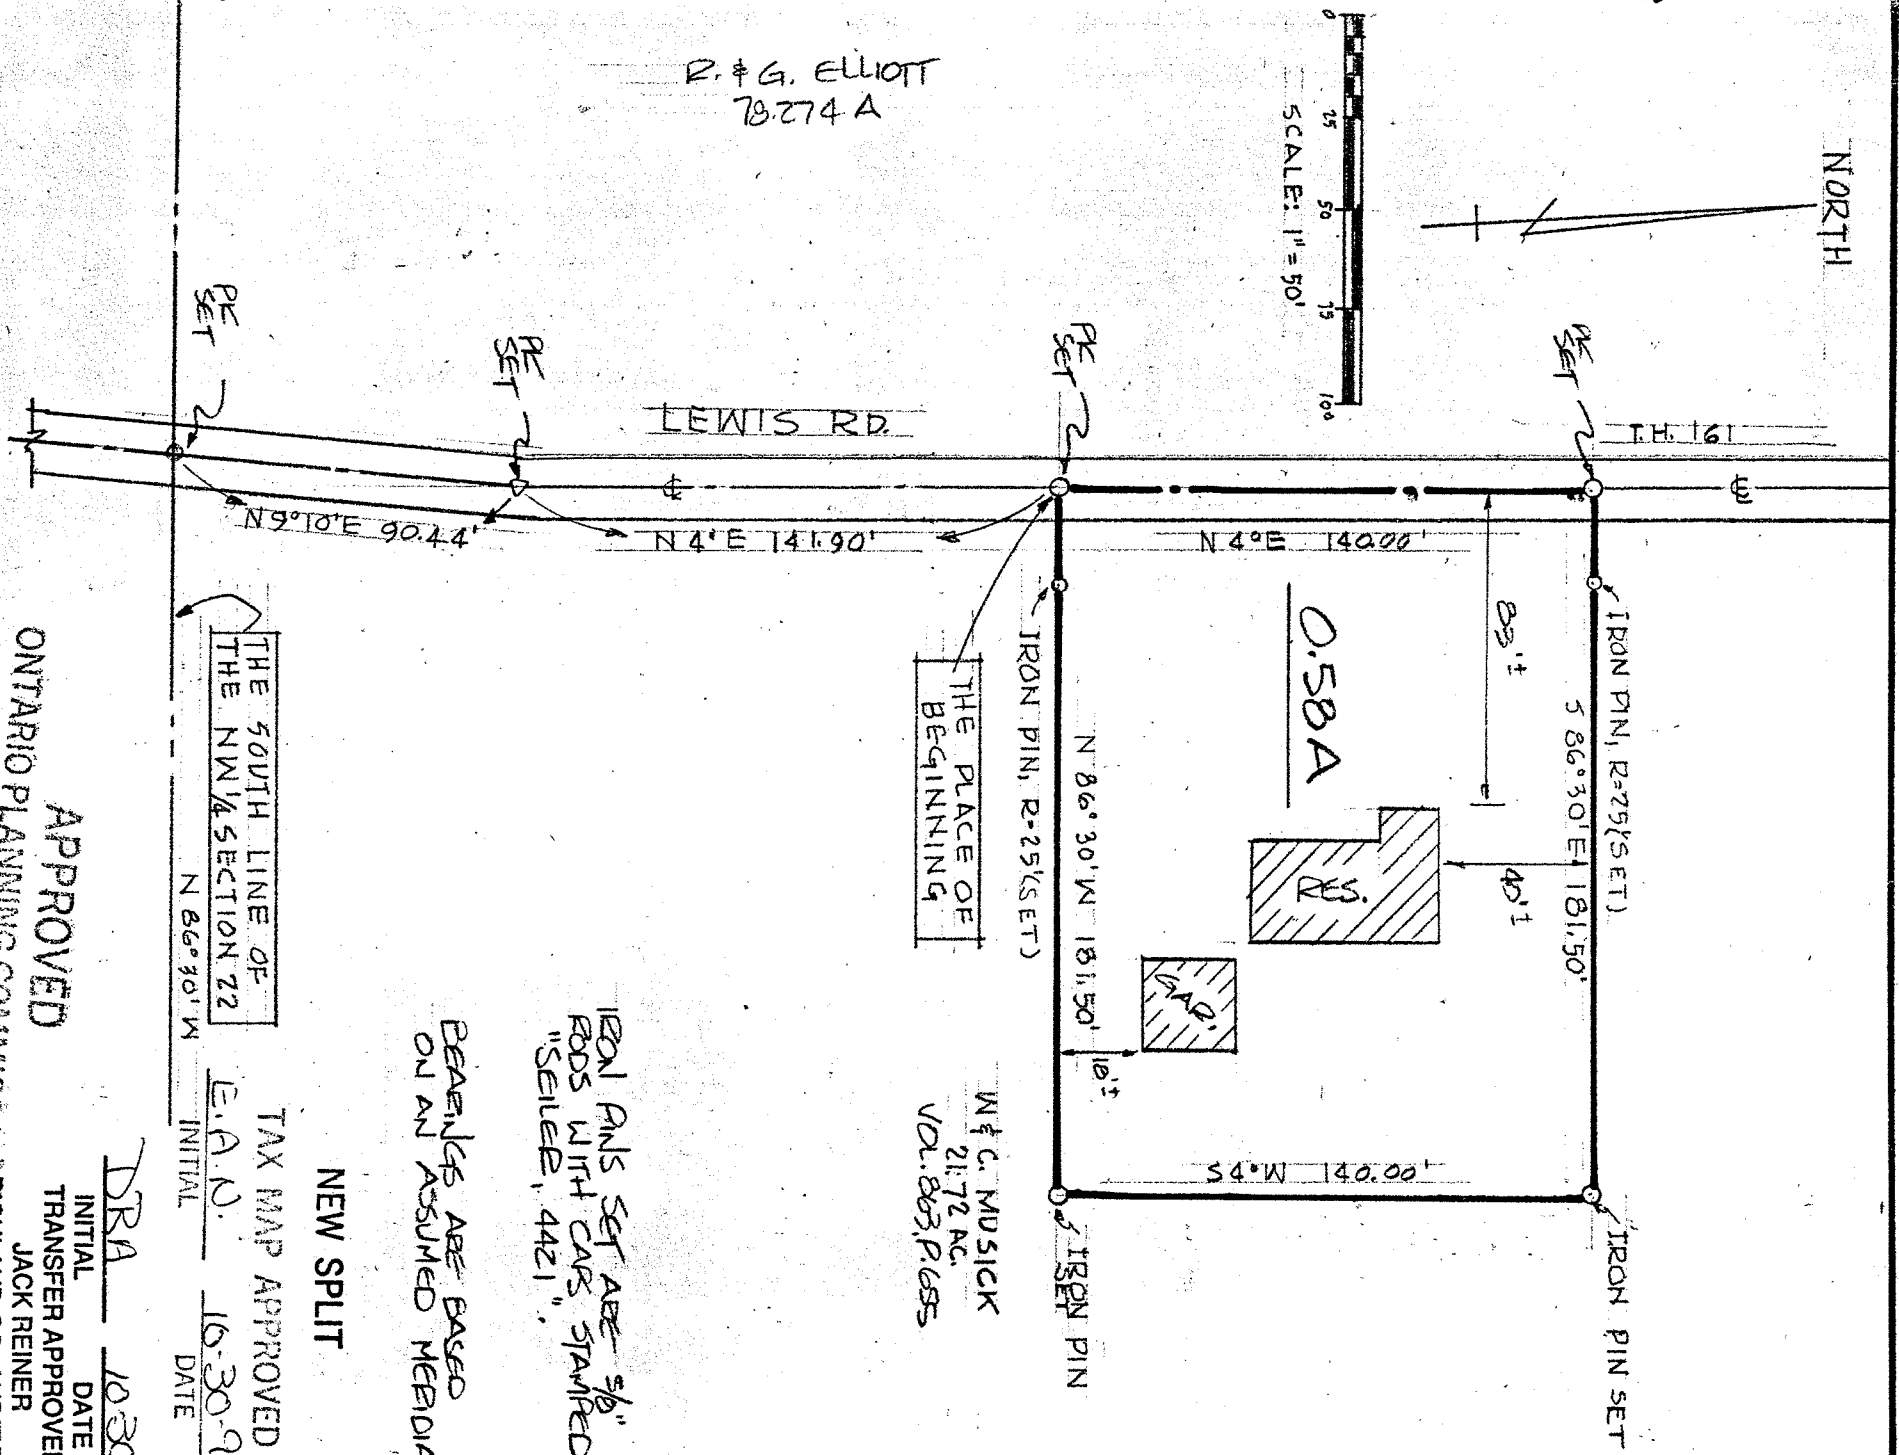 NORTH
0 25 50 75 100
SCALE: 1" = 50'
R. & G. ELLIOTT
78.274 A
PK
SET
PK
SET
PK
SET
PK
SET
LEWIS RD.
T.H. 161
N 9°10'E 90.44'
N 4°E 141.90'
N 4°E 140.00'
IRON PIN, R=25'(SET)
S 86°30'E 181.50'
83'±
40'±
0.58A
RES.
GAR.
18'±
N 86°30'W 181.50'
IRON PIN, R=25'(SET)
THE PLACE OF
BEGINNING
S 4°W 140.00'
IRON PIN SET
IRON PIN
SET
W & C. MUSICK
21.72 AC.
VOL. 863, P. 655
IRON PINS SET ARE 5/8"
RODS WITH CAPS STAMPED
"SEILER, 4421".
BEARINGS ARE BASED
ON AN ASSUMED MERIDIA
NEW SPLIT
THE SOUTH LINE OF
THE NW 1/4 SECTION 22
N 86°30'W
TAX MAP APPROVED
E.A.N. 10-30-9
INITIAL DATE
DRA 10-30
INITIAL DATE
TRANSFER APPROVED
JACK REINER
APPROVED
ONTARIO PLANNING